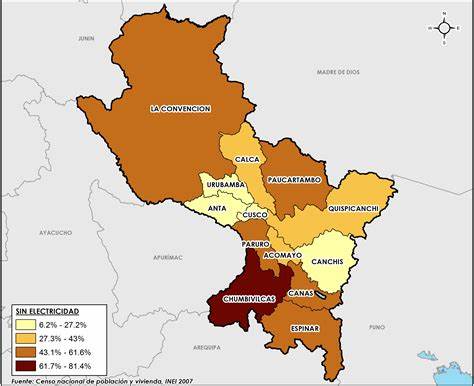 JUNIN
MADRE DE DIOS
LA CONVENCION
CALCA
PAUCARTAMBO
URUBAMBA
QUISPICANCHI
ANTA
CUSCO
AYACUCHO
PARURO
APURÍMAC
ACOMAYO
CANCHIS
CHUMBIVILCAS
CANAS
ESPINAR
PUNO
AREQUIPA
SIN ELECTRICIDAD
6.2% - 27.2%
27.3% - 43%
43.1% - 61.6%
61.7% - 81.4%
Fuente: Censo nacional de población y vivienda, INEI 2007